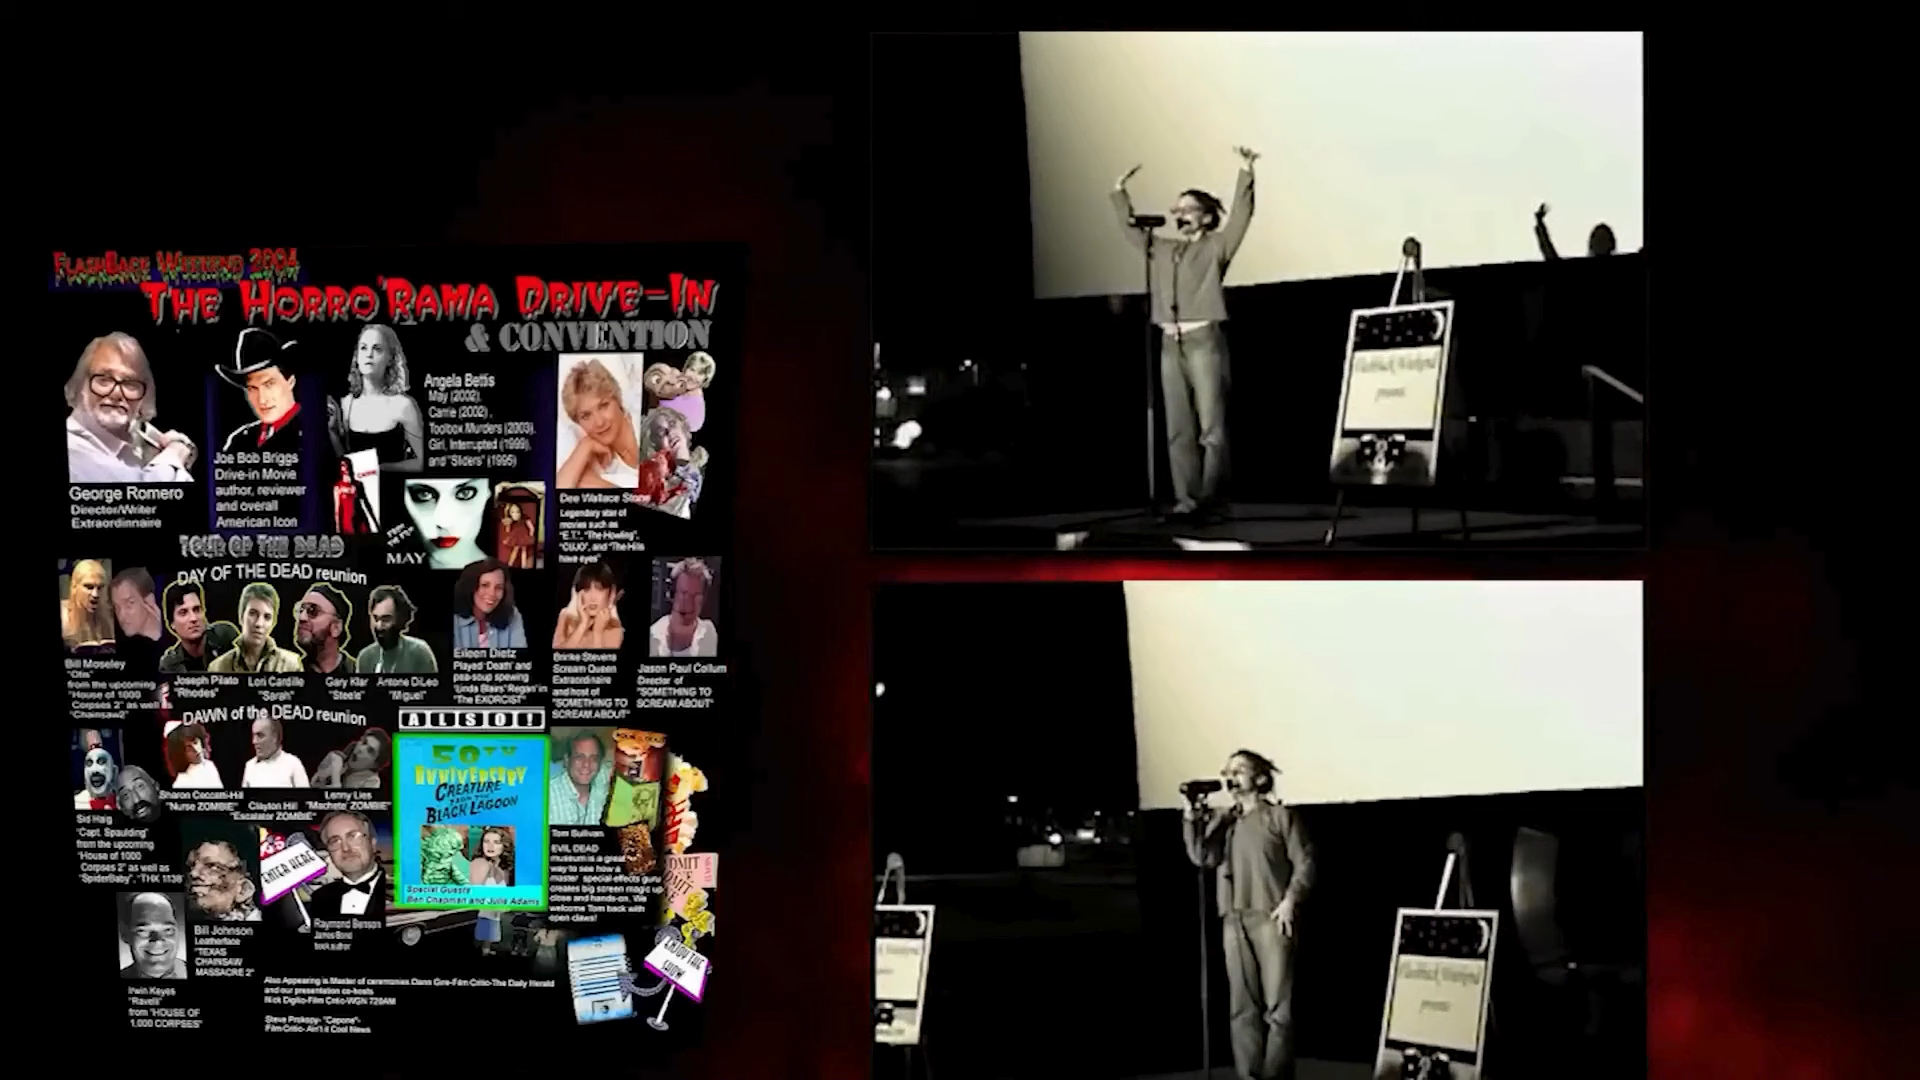 FLASHBACK WEEKEND 2004
THE HORRO'RAMA DRIVE-IN
& CONVENTION
George Romero
Director/Writer
Extraordinnaire
Joe Bob Briggs
Drive-in Movie
author, reviewer
and overall
American Icon
Angela Bettis
May (2002),
Carrie (2002),
Toolbox Murders (2003),
Girl, Interrupted (1999),
and "Sliders" (1995)
MAY
Dee Wallace Stone
Legendary star of
movies such as
"E.T.", "The Howling",
"CUJO", and "The Hills
have eyes"
TOUR OF THE DEAD
DAY OF THE DEAD reunion
Bill Moseley
"Otis"
from the upcoming
"House of 1000
Corpses 2" as well as
"Chainsaw2"
Joseph Pilato
"Rhodes"
Lori Cardille
"Sarah"
Gary Klar
"Steele"
Antone DiLeo
"Miguel"
Eileen Dietz
Played 'Death' and
pea-soup spewing
'Linda Blairs' Regan' in
"The EXORCIST"
Brinke Stevens
Scream Queen
Extraordinaire
and host of
"SOMETHING TO
SCREAM ABOUT"
Jason Paul Collum
Director of
"SOMETHING TO
SCREAM ABOUT"
DAWN of the DEAD reunion
Sharon Ceccatti-Hill
"Nurse ZOMBIE"
Clayton Hill
"Escalator ZOMBIE"
Lenny Lies
"Machete ZOMBIE"
ALSO!
50TH
ANNIVERSARY
CREATURE
FROM THE
BLACK LAGOON
Special Guests
Ben Chapman and Julie Adams
Sid Haig
"Capt. Spaulding"
from the upcoming
"House of 1000
Corpses 2" as well as
"SpiderBaby", "THX 1138"
ENTER HERE
Tom Sullivan
EVIL DEAD
museum is a great
way to see how a
master special effects guru
creates big screen magic up
close and hands-on. We
welcome Tom back with
open claws!
Bill Johnson
Leatherface
"TEXAS
CHAINSAW
MASSACRE 2"
Raymond Benson
James Bond
book author
ENJOY THE
SHOW
Irwin Keyes
"Ravelli"
from "HOUSE OF
1,000 CORPSES"
Also Appearing is Master of ceremonies Dann Gire-Film Critic-The Daily Herald
and our presentation co-hosts
Nick Digilio-Film Critic-WGN 720AM
Steve Prokopy- "Capone"-
Film Critic- Ain't it Cool News
Flashback Weekend
presents
Flashback Weekend
presents